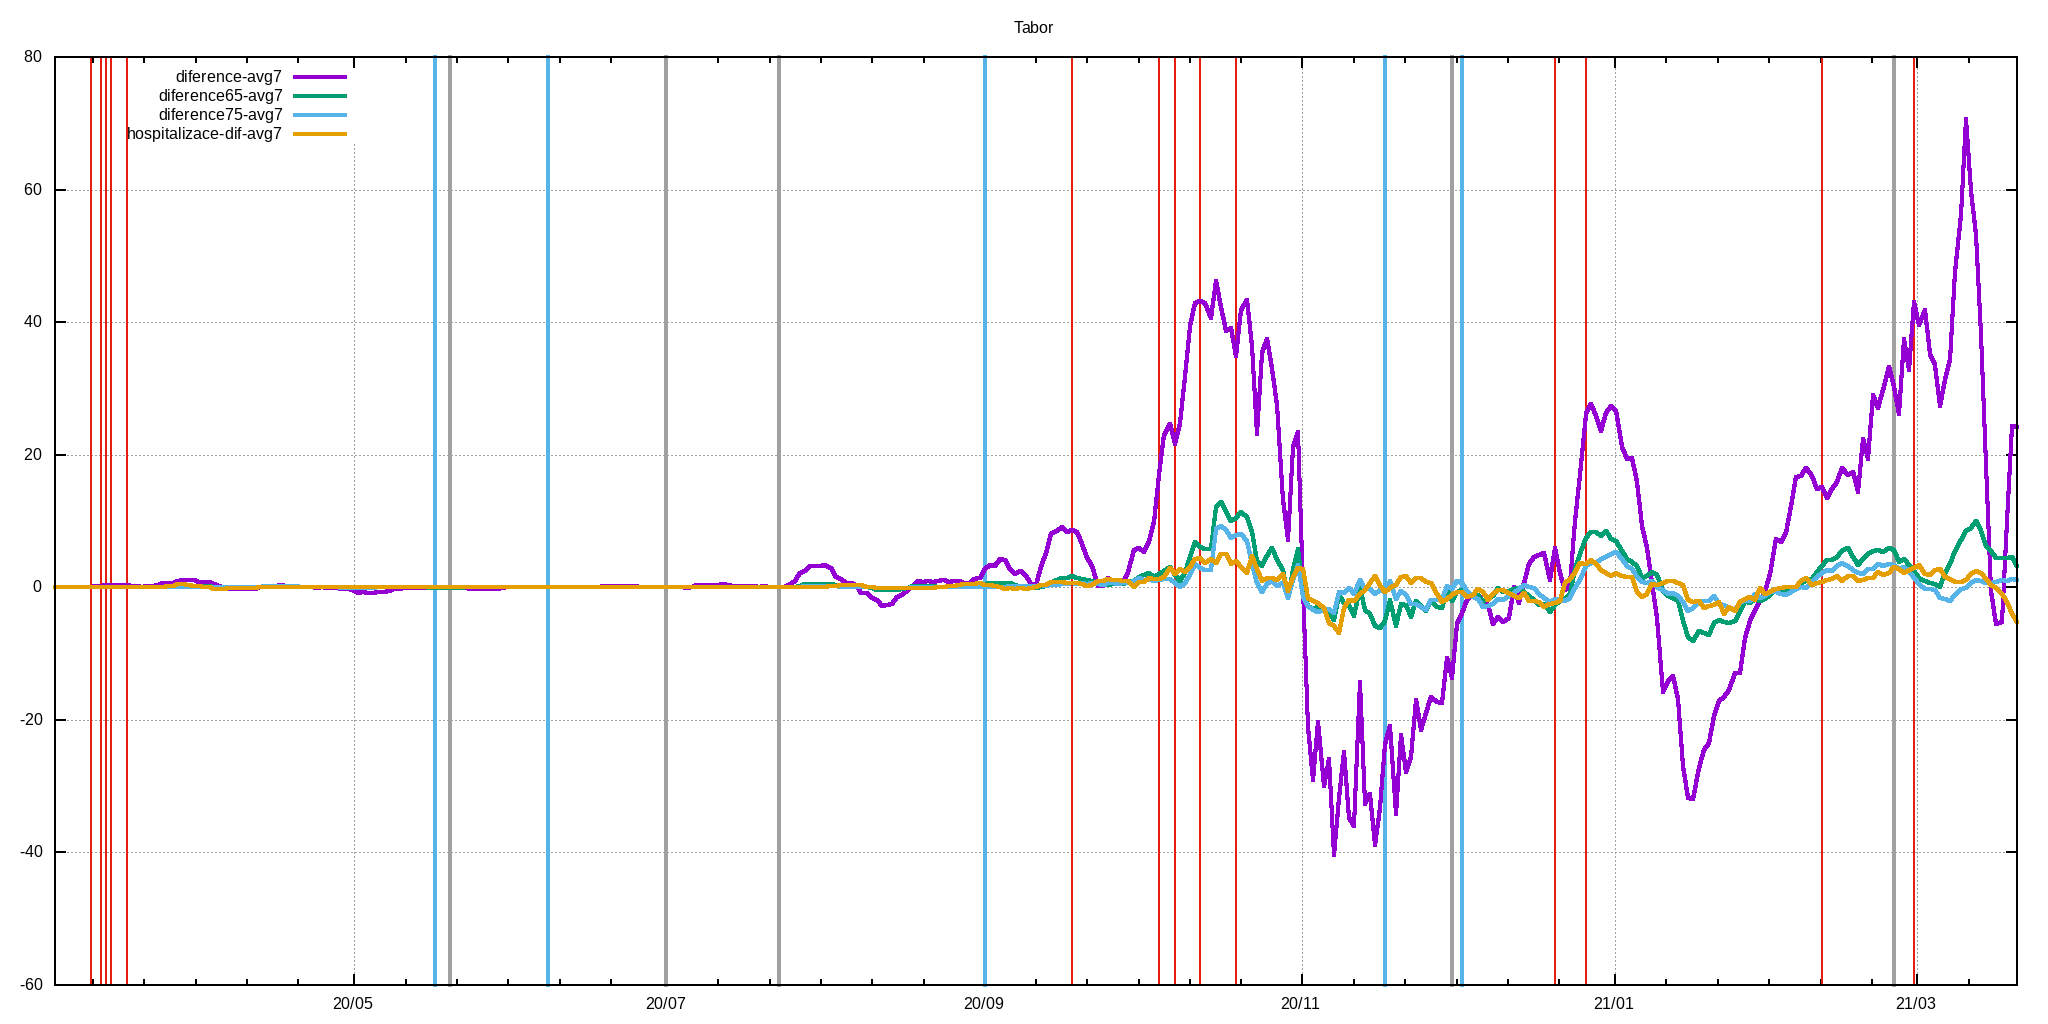 Tabor
80
60
40
20
0
-20
-40
-60
diference-avg7
diference65-avg7
diference75-avg7
hospitalizace-dif-avg7
20/05
20/07
20/09
20/11
21/01
21/03